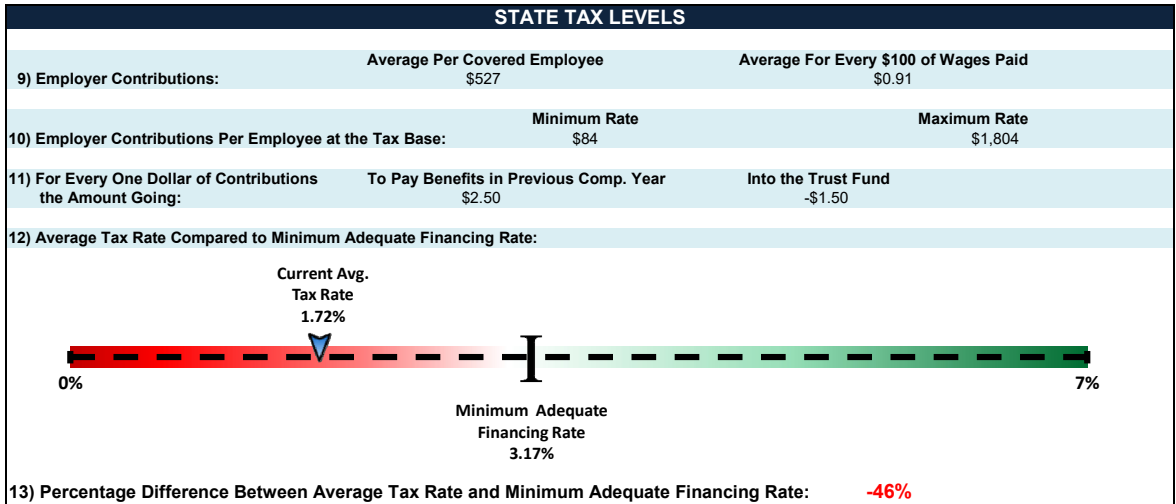 STATE TAX LEVELS
Average Per Covered Employee Average For Every $100 of Wages Paid
9) Employer Contributions: $527 $0.91
Minimum Rate Maximum Rate
10) Employer Contributions Per Employee at the Tax Base: $84 $1,804
11) For Every One Dollar of Contributions To Pay Benefits in Previous Comp. Year Into the Trust Fund
the Amount Going: $2.50 -$1.50
12) Average Tax Rate Compared to Minimum Adequate Financing Rate:
Current Avg.
Tax Rate
1.72%
0% 7%
Minimum Adequate
Financing Rate
3.17%
13) Percentage Difference Between Average Tax Rate and Minimum Adequate Financing Rate: -46%